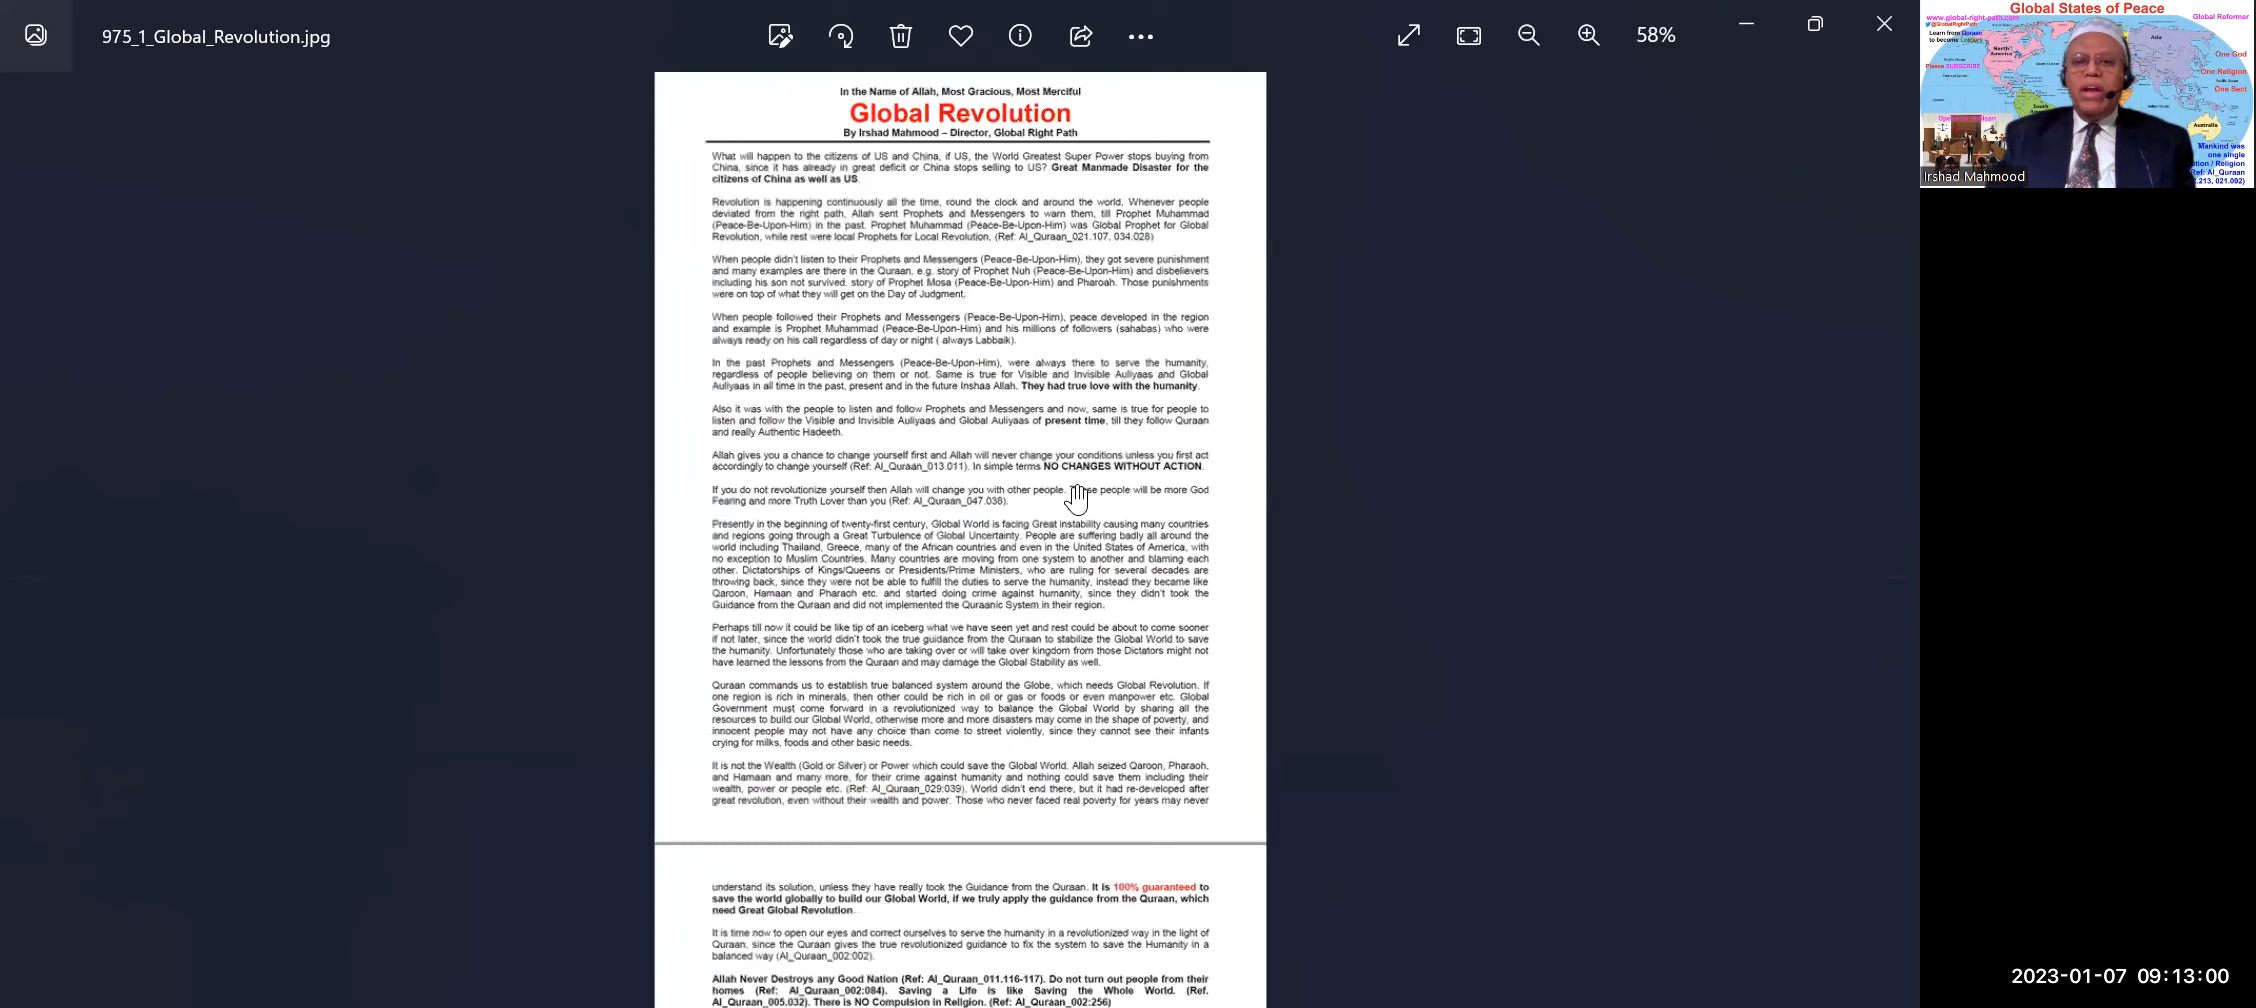 975_1_Global_Revolution.jpg
58%
In the Name of Allah, Most Gracious, Most Merciful
Global Revolution
By Irshad Mahmood – Director, Global Right Path
What will happen to the citizens of US and China, if US, the World Greatest Super Power stops buying from
China, since it has already in great deficit or China stops selling to US? Great Manmade Disaster for the
citizens of China as well as US.
Revolution is happening continuously all the time, round the clock and around the world. Whenever people
deviated from the right path, Allah sent Prophets and Messengers to warn them, till Prophet Muhammad
(Peace-Be-Upon-Him) in the past. Prophet Muhammad (Peace-Be-Upon-Him) was Global Prophet for Global
Revolution, while rest were local Prophets for Local Revolution, (Ref: Al_Quraan_021.107, 034.028)
When people didn't listen to their Prophets and Messengers (Peace-Be-Upon-Him), they got severe punishment
and many examples are there in the Quraan, e.g. story of Prophet Nuh (Peace-Be-Upon-Him) and disbelievers
including his son not survived, story of Prophet Mosa (Peace-Be-Upon-Him) and Pharoah. Those punishments
were on top of what they will get on the Day of Judgment.
When people followed their Prophets and Messengers (Peace-Be-Upon-Him), peace developed in the region
and example is Prophet Muhammad (Peace-Be-Upon-Him) and his millions of followers (sahabas) who were
always ready on his call regardless of day or night ( always Labbaik).
In the past Prophets and Messengers (Peace-Be-Upon-Him), were always there to serve the humanity,
regardless of people believing on them or not. Same is true for Visible and Invisible Auliyaas and Global
Auliyaas in all time in the past, present and in the future Inshaa Allah. They had true love with the humanity.
Also it was with the people to listen and follow Prophets and Messengers and now, same is true for people to
listen and follow the Visible and Invisible Auliyaas and Global Auliyaas of present time, till they follow Quraan
and really Authentic Hadeeth.
Allah gives you a chance to change yourself first and Allah will never change your conditions unless you first act
accordingly to change yourself (Ref: Al_Quraan_013.011). In simple terms NO CHANGES WITHOUT ACTION.
If you do not revolutionize yourself then Allah will change you with other people. people will be more God
Fearing and more Truth Lover than you (Ref: Al_Quraan_047.038).
Presently in the beginning of twenty-first century, Global World is facing Great instability causing many countries
and regions going through a Great Turbulence of Global Uncertainty. People are suffering badly all around the
world including Thailand, Greece, many of the African countries and even in the United States of America, with
no exception to Muslim Countries. Many countries are moving from one system to another and blaming each
other. Dictatorships of Kings/Queens or Presidents/Prime Ministers, who are ruling for several decades are
throwing back, since they were not be able to fulfill the duties to serve the humanity, instead they became like
Qaroon, Hamaan and Pharaoh etc. and started doing crime against humanity, since they didn't took the
Guidance from the Quraan and did not implemented the Quraanic System in their region.
Perhaps till now it could be like tip of an iceberg what we have seen yet and rest could be about to come sooner
if not later, since the world didn't took the true guidance from the Quraan to stabilize the Global World to save
the humanity. Unfortunately those who are taking over or will take over kingdom from those Dictators might not
have learned the lessons from the Quraan and may damage the Global Stability as well.
Quraan commands us to establish true balanced system around the Globe, which needs Global Revolution. If
one region is rich in minerals, then other could be rich in oil or gas or foods or even manpower etc. Global
Government must come forward in a revolutionized way to balance the Global World by sharing all the
resources to build our Global World, otherwise more and more disasters may come in the shape of poverty, and
innocent people may not have any choice than come to street violently, since they cannot see their infants
crying for milks, foods and other basic needs.
It is not the Wealth (Gold or Silver) or Power which could save the Global World. Allah seized Qaroon, Pharaoh,
and Hamaan and many more, for their crime against humanity and nothing could save them including their
wealth, power or people etc. (Ref: Al_Quraan_029:039). World didn't end there, but it had re-developed after
great revolution, even without their wealth and power. Those who never faced real poverty for years may never
understand its solution, unless they have really took the Guidance from the Quraan. It is 100% guaranteed to
save the world globally to build our Global World, if we truly apply the guidance from the Quraan, which
need Great Global Revolution.
It is time now to open our eyes and correct ourselves to serve the humanity in a revolutionized way in the light of
Quraan, since the Quraan gives the true revolutionized guidance to fix the system to save the Humanity in a
balanced way (Al_Quraan_002:002).
Allah Never Destroys any Good Nation (Ref: Al_Quraan_011.116-117). Do not turn out people from their
homes (Ref: Al_Quraan_002:084). Saving a Life is like Saving the Whole World. (Ref.
Al_Quraan_005.032). There is NO Compulsion in Religion. (Ref: Al_Quraan_002:256)
Global States of Peace
www.global-right-path.com
@GlobalRightPath
Global Reformer
Learn from Quraan
to become
Please SUBSCRIBE
North
America
Asia
One God
One Religion
One Sect
South
Indian Ocean
Australia
Mankind was
one single
/ Religion
Ref: Al_Quraan
.213, 021.092)
Irshad Mahmood
2023-01-07 09:13:00